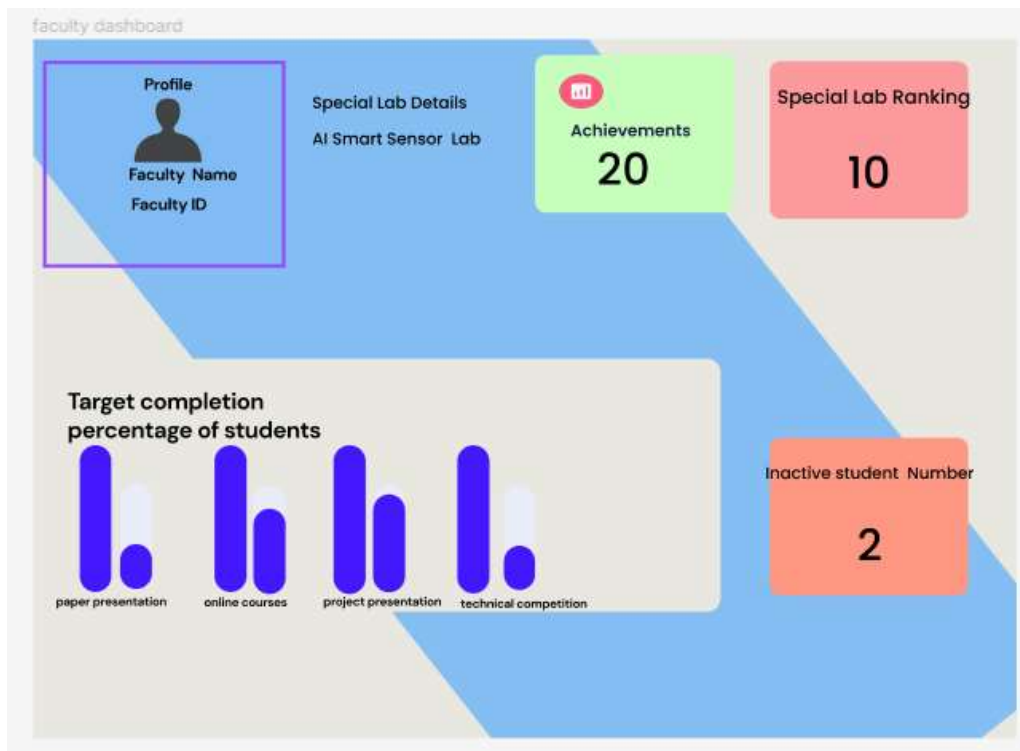 faculty dashboard
Profile
Faculty Name
Faculty ID
Special Lab Details
AI Smart Sensor Lab
Achievements
20
Special Lab Ranking
10
Target completion
percentage of students
paper presentation
online courses
project presentation
technical competition
Inactive student Number
2